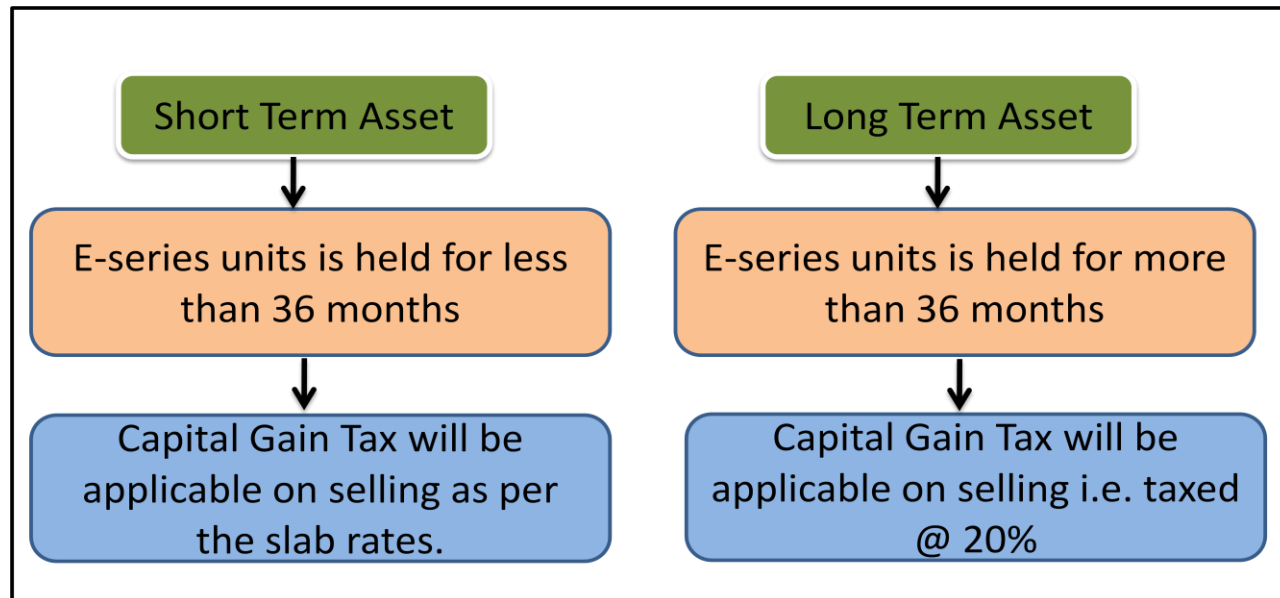 Short Term Asset
E-series units is held for less
than 36 months
Capital Gain Tax will be
applicable on selling as per
the slab rates.
Long Term Asset
E-series units is held for more
than 36 months
Capital Gain Tax will be
applicable on selling i.e. taxed
@ 20%